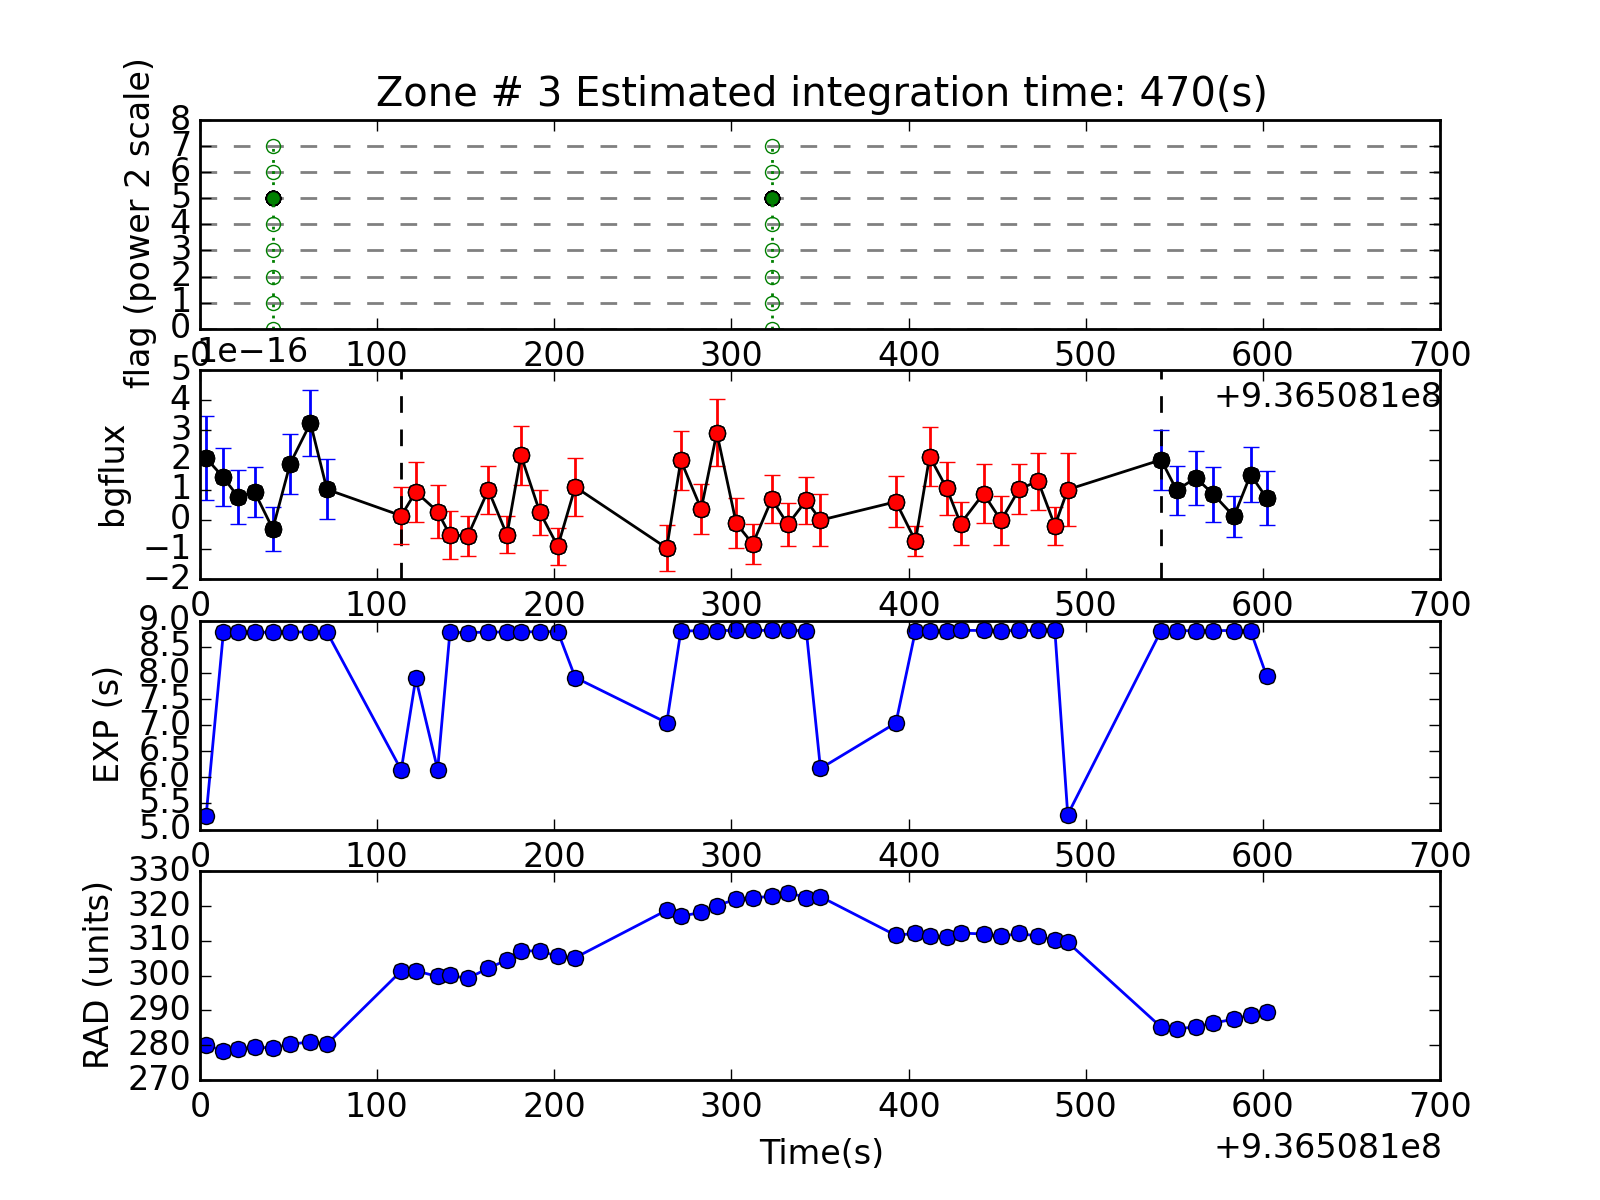 Zone # 3 Estimated integration time: 470(s)
flag (power 2 scale)
8
7
6
5
4
3
2
1
0
0 100 200 300 400 500 600 700
1e−16
+9.365081e8
bgflux
5
4
3
2
1
0
−1
−2
0 100 200 300 400 500 600 700
EXP (s)
9.0
8.5
8.0
7.5
7.0
6.5
6.0
5.5
5.0
0 100 200 300 400 500 600 700
RAD (units)
330
320
310
300
290
280
270
0 100 200 300 400 500 600 700
Time(s)
+9.365081e8